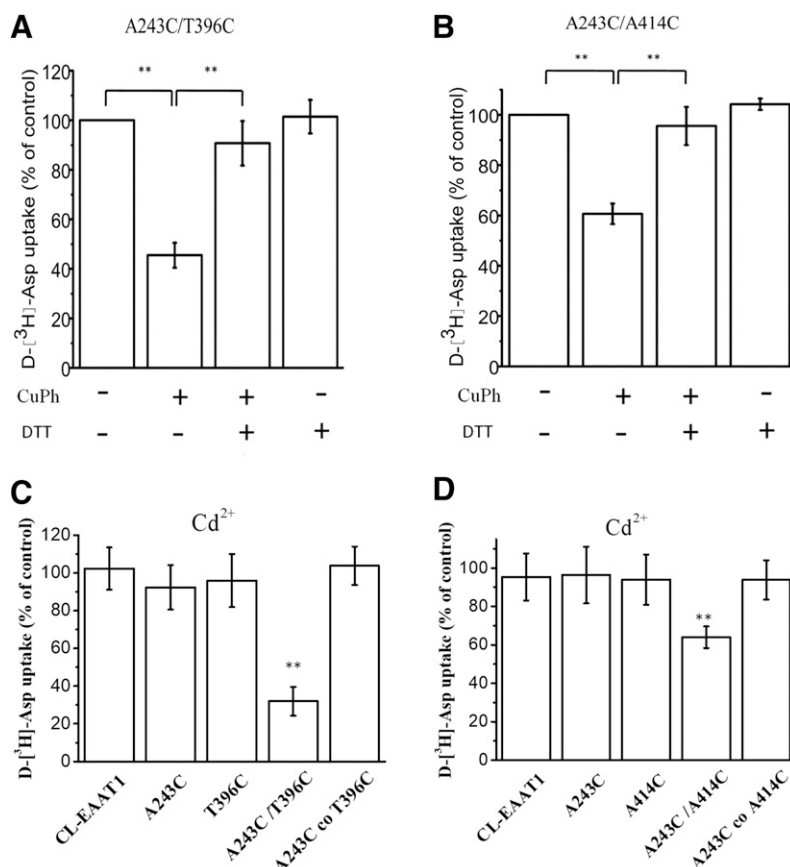 A
A243C/T396C
** **
D-[³H]-Asp uptake (% of control)
120
100
80
60
40
20
0
CuPh - + + -
DTT - - + +
B
A243C/A414C
** **
D-[³H]-Asp uptake (% of control)
120
100
80
60
40
20
0
CuPh - + + -
DTT - - + +
C
Cd²⁺
D-[³H]-Asp uptake (% of control)
120
100
80
60
40
20
0
**
CL-EAAT1
A243C
T396C
A243C /T396C
A243C co T396C
D
Cd²⁺
D-[³H]-Asp uptake (% of control)
100
80
60
40
20
0
**
CL-EAAT1
A243C
A414C
A243C /A414C
A243C co A414C